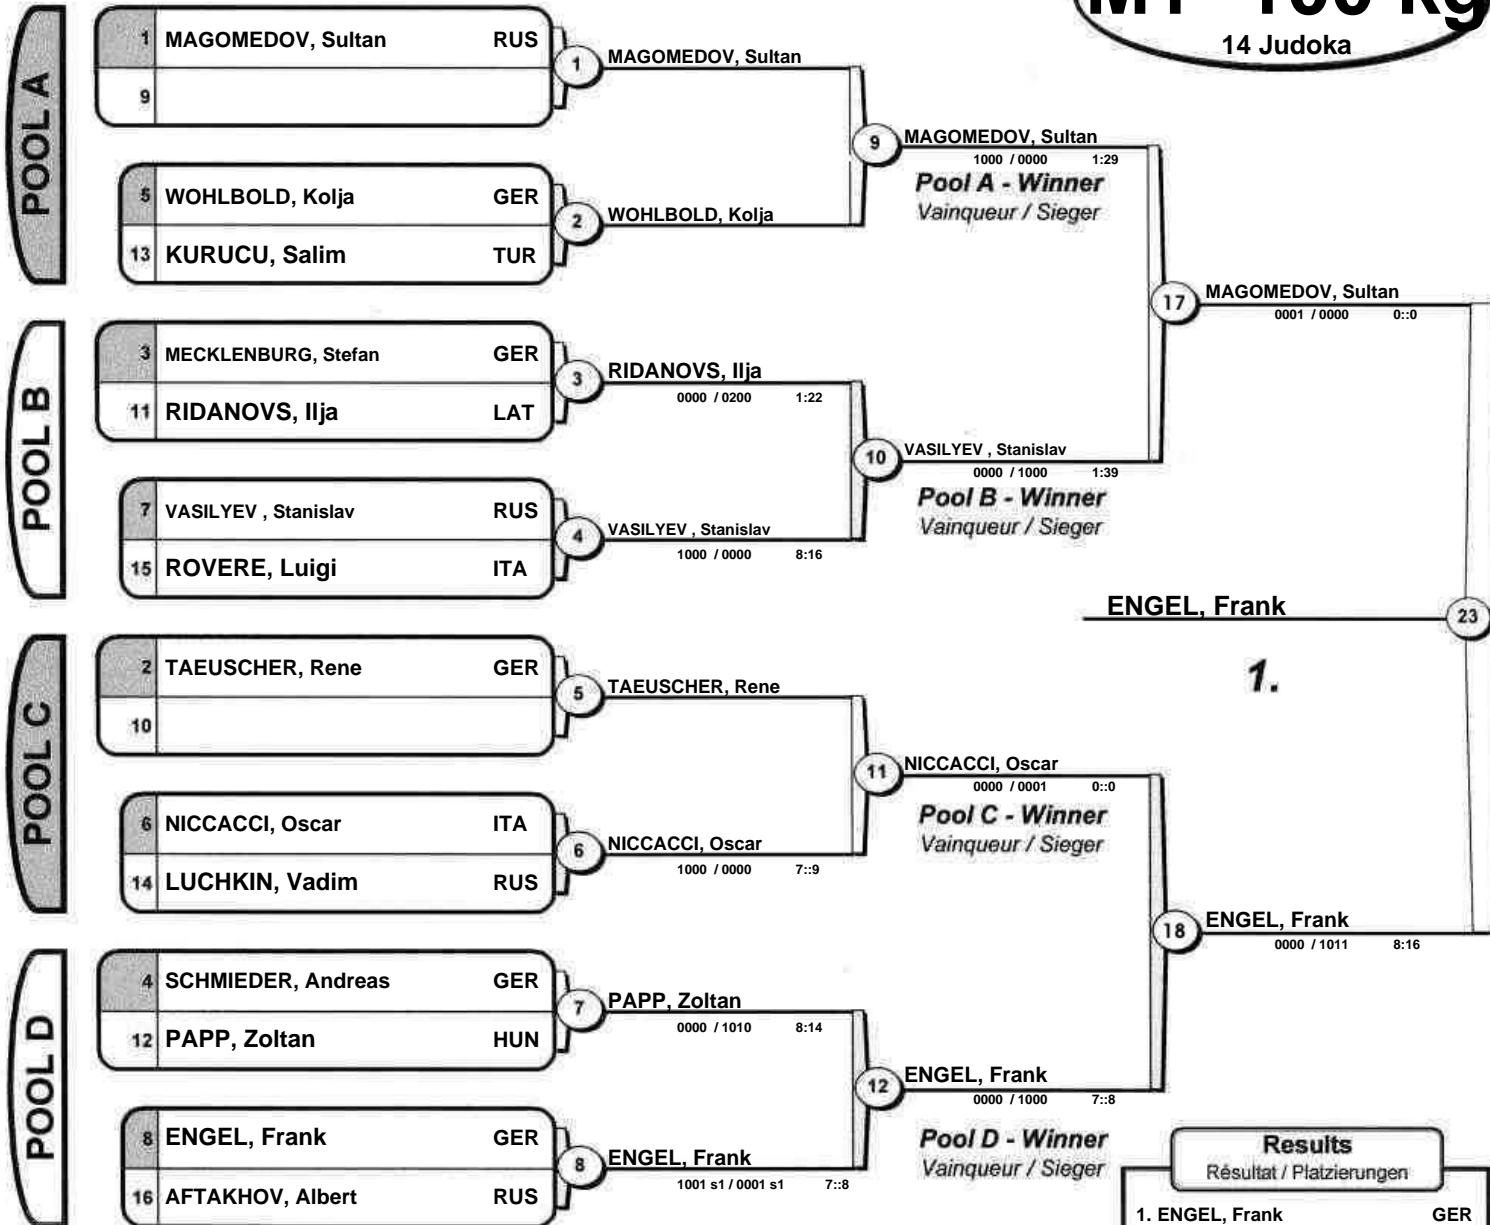 M1 -100 kg
14 Judoka
POOL A
1 MAGOMEDOV, Sultan RUS
9
1 MAGOMEDOV, Sultan
5 WOHLBOLD, Kolja GER
13 KURUCU, Salim TUR
2 WOHLBOLD, Kolja
9 MAGOMEDOV, Sultan
1000 / 0000 1:29
Pool A - Winner
Vainqueur / Sieger
POOL B
3 MECKLENBURG, Stefan GER
11 RIDANOVS, Ilja LAT
3 RIDANOVS, Ilja
0000 / 0200 1:22
7 VASILYEV , Stanislav RUS
15 ROVERE, Luigi ITA
4 VASILYEV , Stanislav
1000 / 0000 8:16
10 VASILYEV , Stanislav
0000 / 1000 1:39
Pool B - Winner
Vainqueur / Sieger
17 MAGOMEDOV, Sultan
0001 / 0000 0::0
ENGEL, Frank 23
1.
POOL C
2 TAEUSCHER, Rene GER
10
5 TAEUSCHER, Rene
6 NICCACCI, Oscar ITA
14 LUCHKIN, Vadim RUS
6 NICCACCI, Oscar
1000 / 0000 7::9
11 NICCACCI, Oscar
0000 / 0001 0::0
Pool C - Winner
Vainqueur / Sieger
POOL D
4 SCHMIEDER, Andreas GER
12 PAPP, Zoltan HUN
7 PAPP, Zoltan
0000 / 1010 8:14
8 ENGEL, Frank GER
16 AFTAKHOV, Albert RUS
8 ENGEL, Frank
1001 s1 / 0001 s1 7::8
12 ENGEL, Frank
0000 / 1000 7::8
Pool D - Winner
Vainqueur / Sieger
18 ENGEL, Frank
0000 / 1011 8:16
Results
Résultat / Platzierungen
1. ENGEL, Frank GER